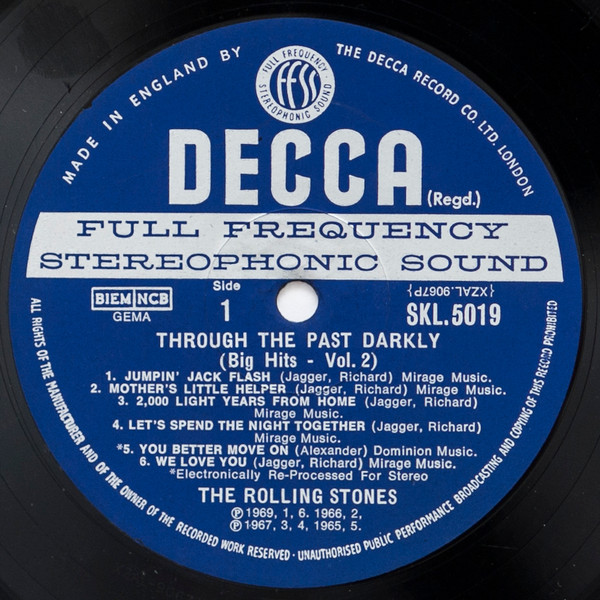 MADE IN ENGLAND BY
THE DECCA RECORD CO. LTD. LONDON
FULL FREQUENCY
ffss
STEREOPHONIC SOUND
DECCA (Regd.)
FULL FREQUENCY
STEREOPHONIC SOUND
BIEM NCB
GEMA
Side
1
{XZAL.9067P}
SKL.5019
THROUGH THE PAST DARKLY
(Big Hits - Vol. 2)
1. JUMPIN' JACK FLASH (Jagger, Richard) Mirage Music.
2. MOTHER'S LITTLE HELPER (Jagger, Richard) Mirage Music.
3. 2,000 LIGHT YEARS FROM HOME (Jagger, Richard)
Mirage Music.
4. LET'S SPEND THE NIGHT TOGETHER (Jagger, Richard)
Mirage Music.
*5. YOU BETTER MOVE ON (Alexander) Dominion Music.
6. WE LOVE YOU (Jagger, Richard) Mirage Music.
*Electronically Re-Processed For Stereo
THE ROLLING STONES
℗ 1969, 1, 6. 1966, 2,
℗ 1967, 3, 4, 1965, 5.
ALL RIGHTS OF THE MANUFACTURER AND OF THE OWNER OF THE RECORDED WORK RESERVED · UNAUTHORISED PUBLIC PERFORMANCE BROADCASTING AND COPYING OF THIS RECORD PROHIBITED